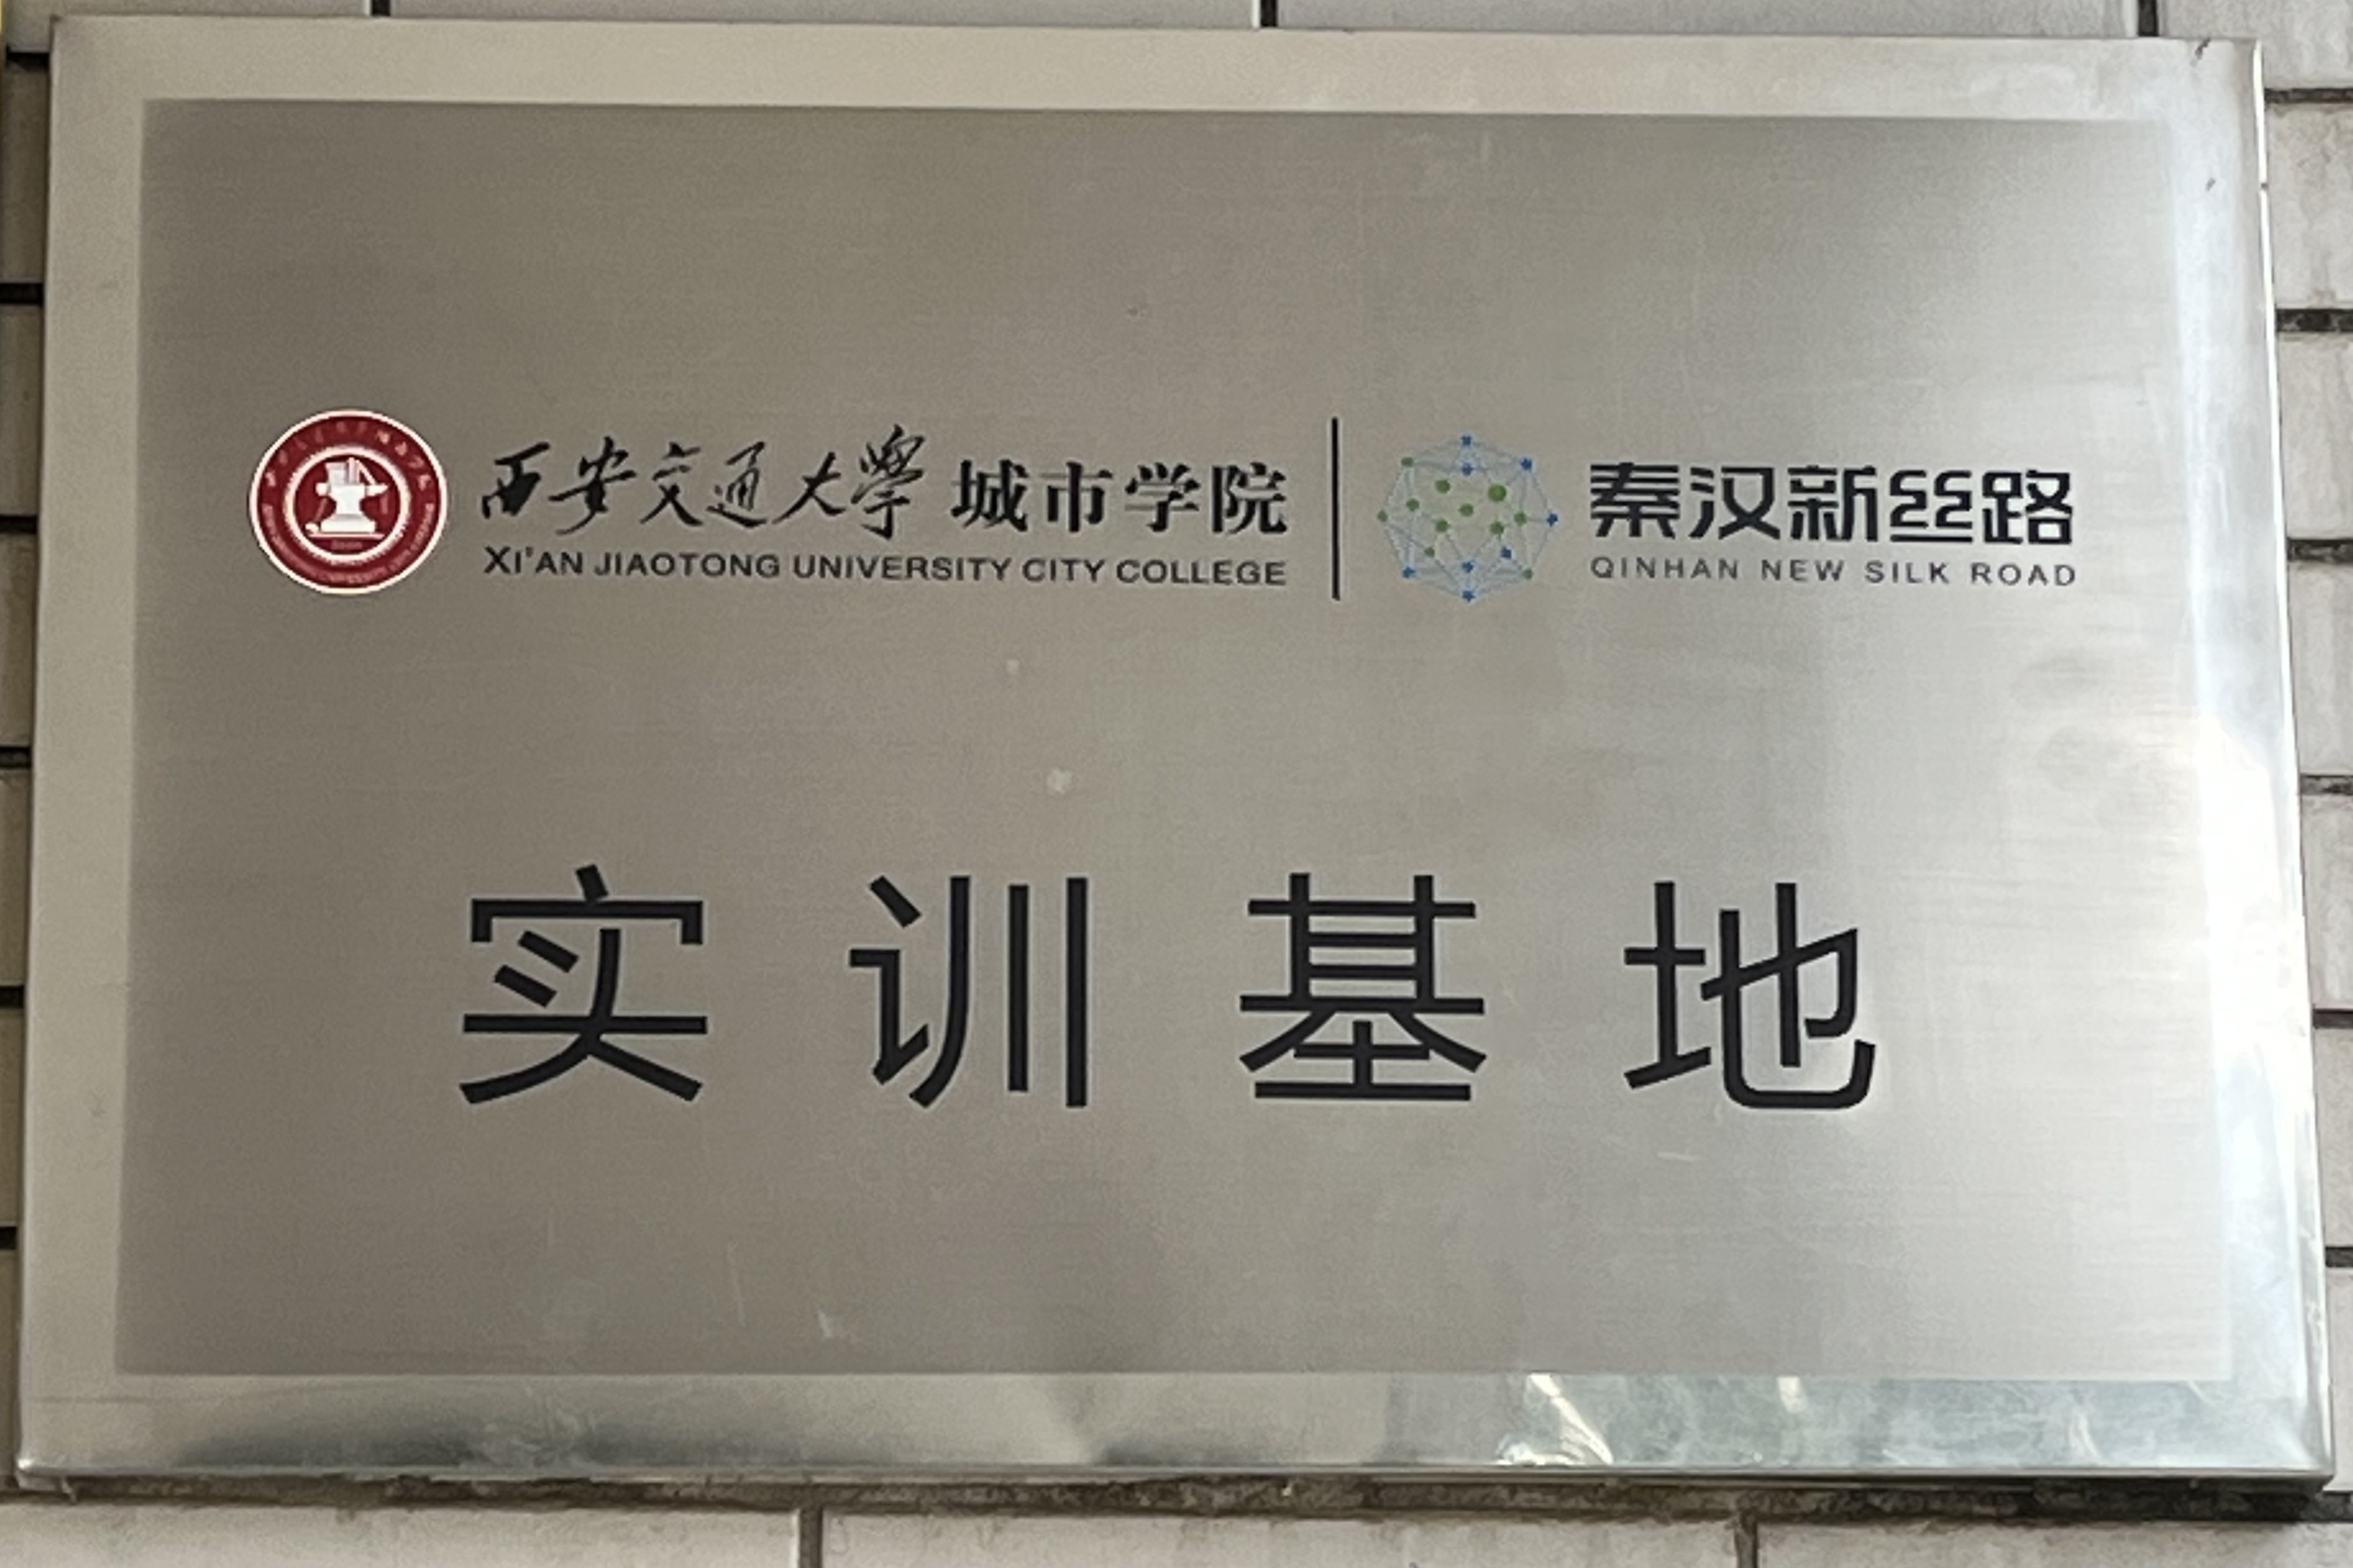 西安交通大學 城市学院
XI'AN JIAOTONG UNIVERSITY CITY COLLEGE
秦汉新丝路
QINHAN NEW SILK ROAD
实训基地